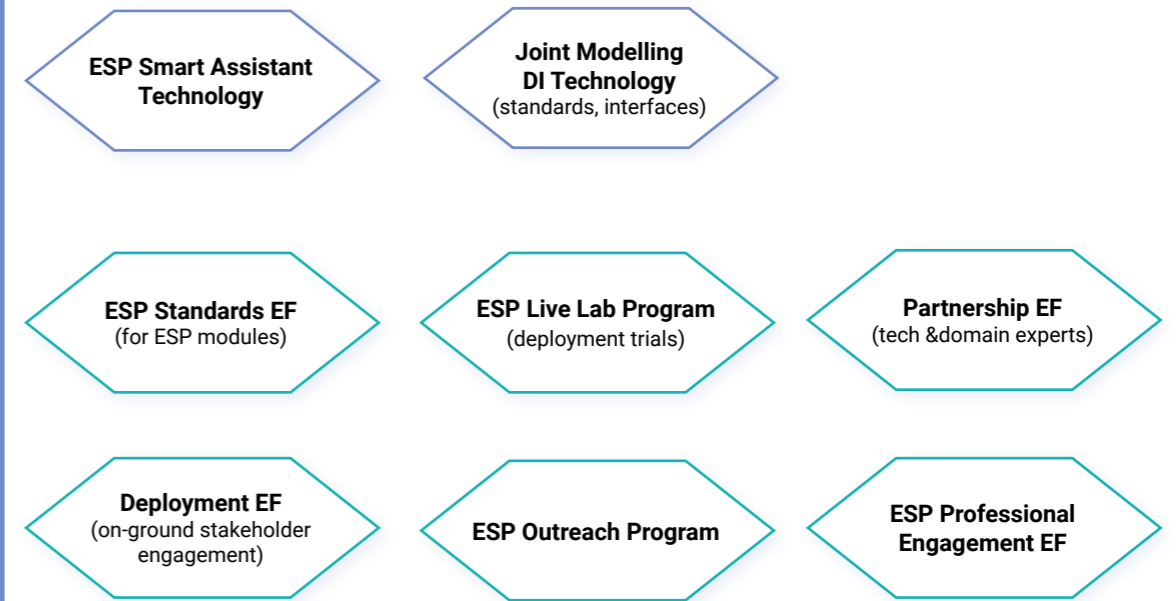 ESP Smart Assistant
Technology
Joint Modelling
DI Technology
(standards, interfaces)
ESP Standards EF
(for ESP modules)
ESP Live Lab Program
(deployment trials)
Partnership EF
(tech &domain experts)
Deployment EF
(on-ground stakeholder
engagement)
ESP Outreach Program
ESP Professional
Engagement EF